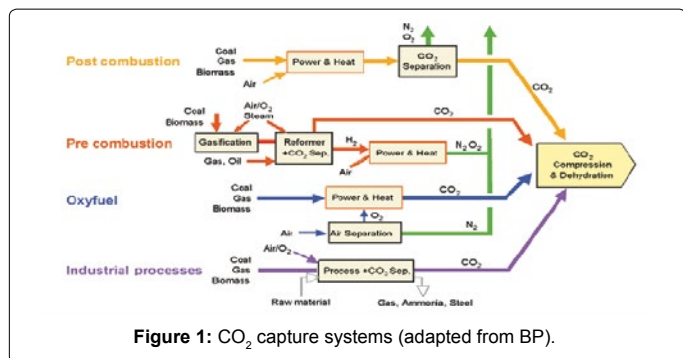 N₂
O₂
Coal
Gas
Biomass
Post combustion
Power & Heat
CO₂
Separation
Air
CO₂
Coal
Biomass
Air/O₂
Steam
CO₂
Pre combustion
Gasification
Reformer
+CO₂ Sep.
H₂
Power & Heat
N₂ O₂
Gas, Oil
Air
CO₂
Compression
& Dehydration
Coal
Gas
Biomass
Oxyfuel
Power & Heat
CO₂
O₂
Air
Air Separation
N₂
Air/O₂
Industrial processes
Coal
Gas
Biomass
Process +CO₂ Sep.
CO₂
Raw material
Gas, Ammonia, Steel
Figure 1: CO₂ capture systems (adapted from BP).